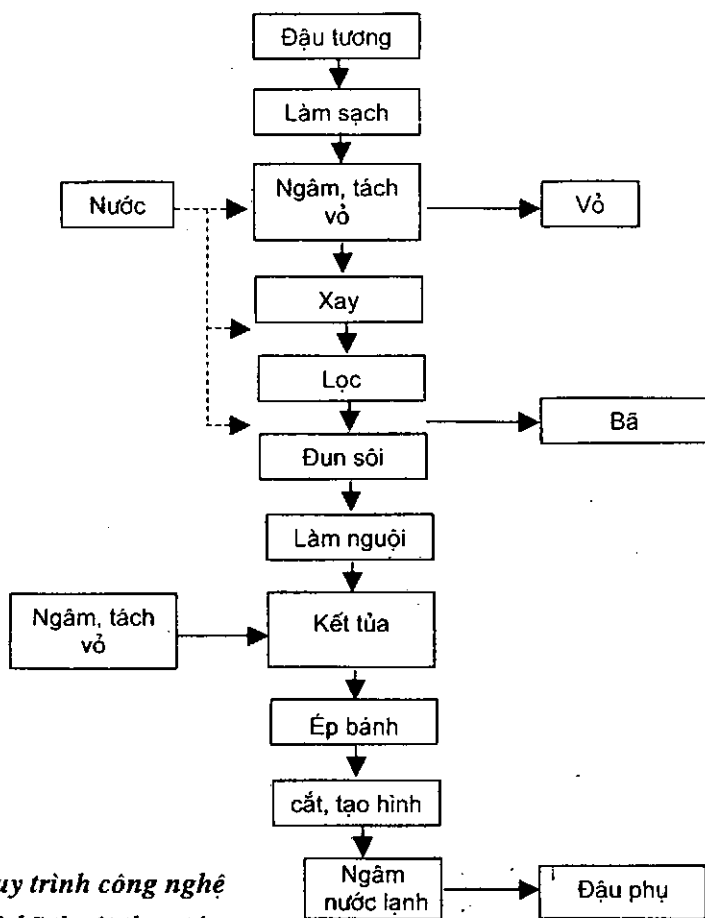 Đậu tương
Làm sạch
Nước
Ngâm, tách
vỏ
Vỏ
Xay
Lọc
Bã
Đun sôi
Làm nguội
Ngâm, tách
vỏ
Kết tủa
Ép bánh
cắt, tạo hình
uy trình công nghệ
Ngâm
nước lạnh
Đậu phụ